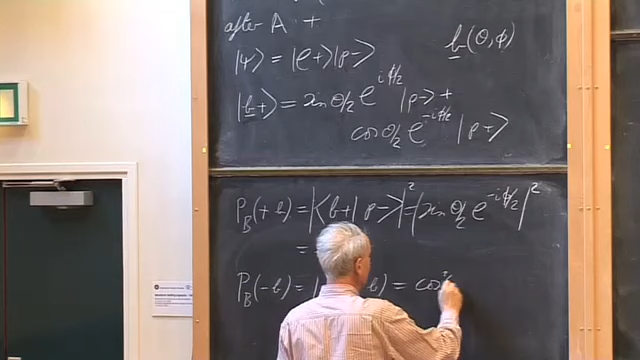 after A +
b(θ, φ)
|ψ> = |e+>|p->
|b+> = sin θ/2 e^{iφ/2} |p-> +
cos θ/2 e^{-iφ/2} |p+>
P_B(+b) = |<b+|p->|² = |sin θ/2 e^{-iφ/2}|²
=
P_B(-b) = b) = cos²